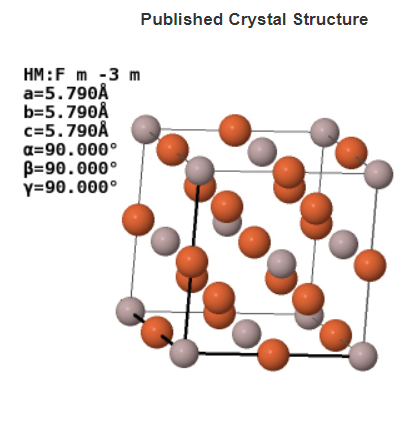 Published Crystal Structure
HM:F m -3 m
a=5.790Å
b=5.790Å
c=5.790Å
α=90.000°
β=90.000°
γ=90.000°